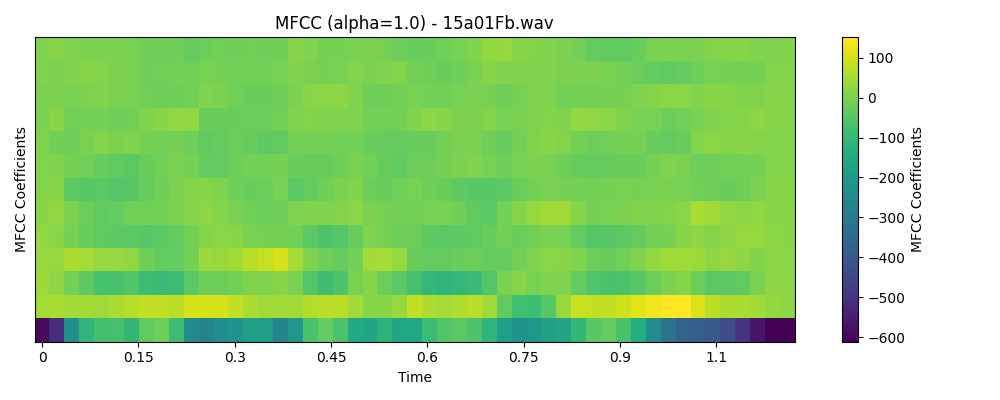 MFCC (alpha=1.0) - 15a01Fb.wav
MFCC Coefficients
0 0.15 0.3 0.45 0.6 0.75 0.9 1.1
Time
100
0
−100
−200
−300
−400
−500
−600
MFCC Coefficients